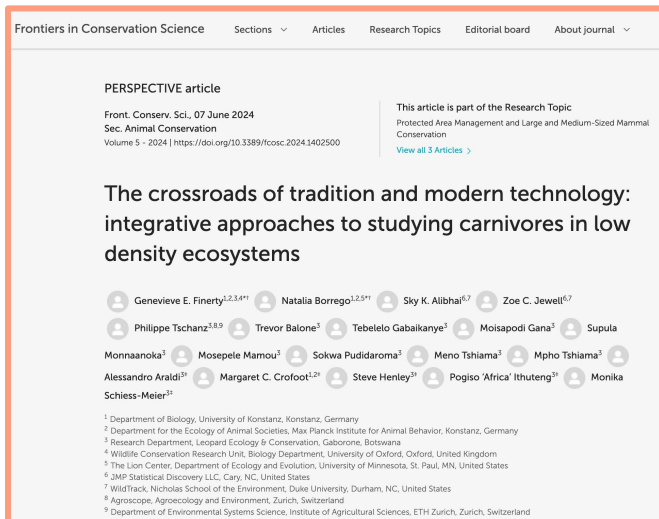 Frontiers in Conservation Science Sections Articles Research Topics Editorial board About journal
PERSPECTIVE article
Front. Conserv. Sci., 07 June 2024
Sec. Animal Conservation
Volume 5 - 2024 | https://doi.org/10.3389/fcosc.2024.1402500
This article is part of the Research Topic
Protected Area Management and Large and Medium-Sized Mammal
Conservation
View all 3 Articles >
The crossroads of tradition and modern technology:
integrative approaches to studying carnivores in low
density ecosystems
Genevieve E. Finerty1,2,3,4*† Natalia Borrego1,2,5*† Sky K. Alibhai6,7 Zoe C. Jewell6,7
Philippe Tschanz3,8,9 Trevor Balone3 Tebelelo Gabaikanye3 Moisapodi Gana3 Supula
Monnaanoka3 Mosepele Mamou3 Sokwa Pudidaroma3 Meno Tshiama3 Mpho Tshiama3
Alessandro Araldi3‡ Margaret C. Crofoot1,2‡ Steve Henley3‡ Pogiso 'Africa' Ithuteng3‡ Monika
Schiess-Meier3‡
1 Department of Biology, University of Konstanz, Konstanz, Germany
2 Department for the Ecology of Animal Societies, Max Planck Institute for Animal Behavior, Konstanz, Germany
3 Research Department, Leopard Ecology & Conservation, Gaborone, Botswana
4 Wildlife Conservation Research Unit, Biology Department, University of Oxford, Oxford, United Kingdom
5 The Lion Center, Department of Ecology and Evolution, University of Minnesota, St. Paul, MN, United States
6 JMP Statistical Discovery LLC, Cary, NC, United States
7 WildTrack, Nicholas School of the Environment, Duke University, Durham, NC, United States
8 Agroscope, Agroecology and Environment, Zurich, Switzerland
9 Department of Environmental Systems Science, Institute of Agricultural Sciences, ETH Zurich, Zurich, Switzerland